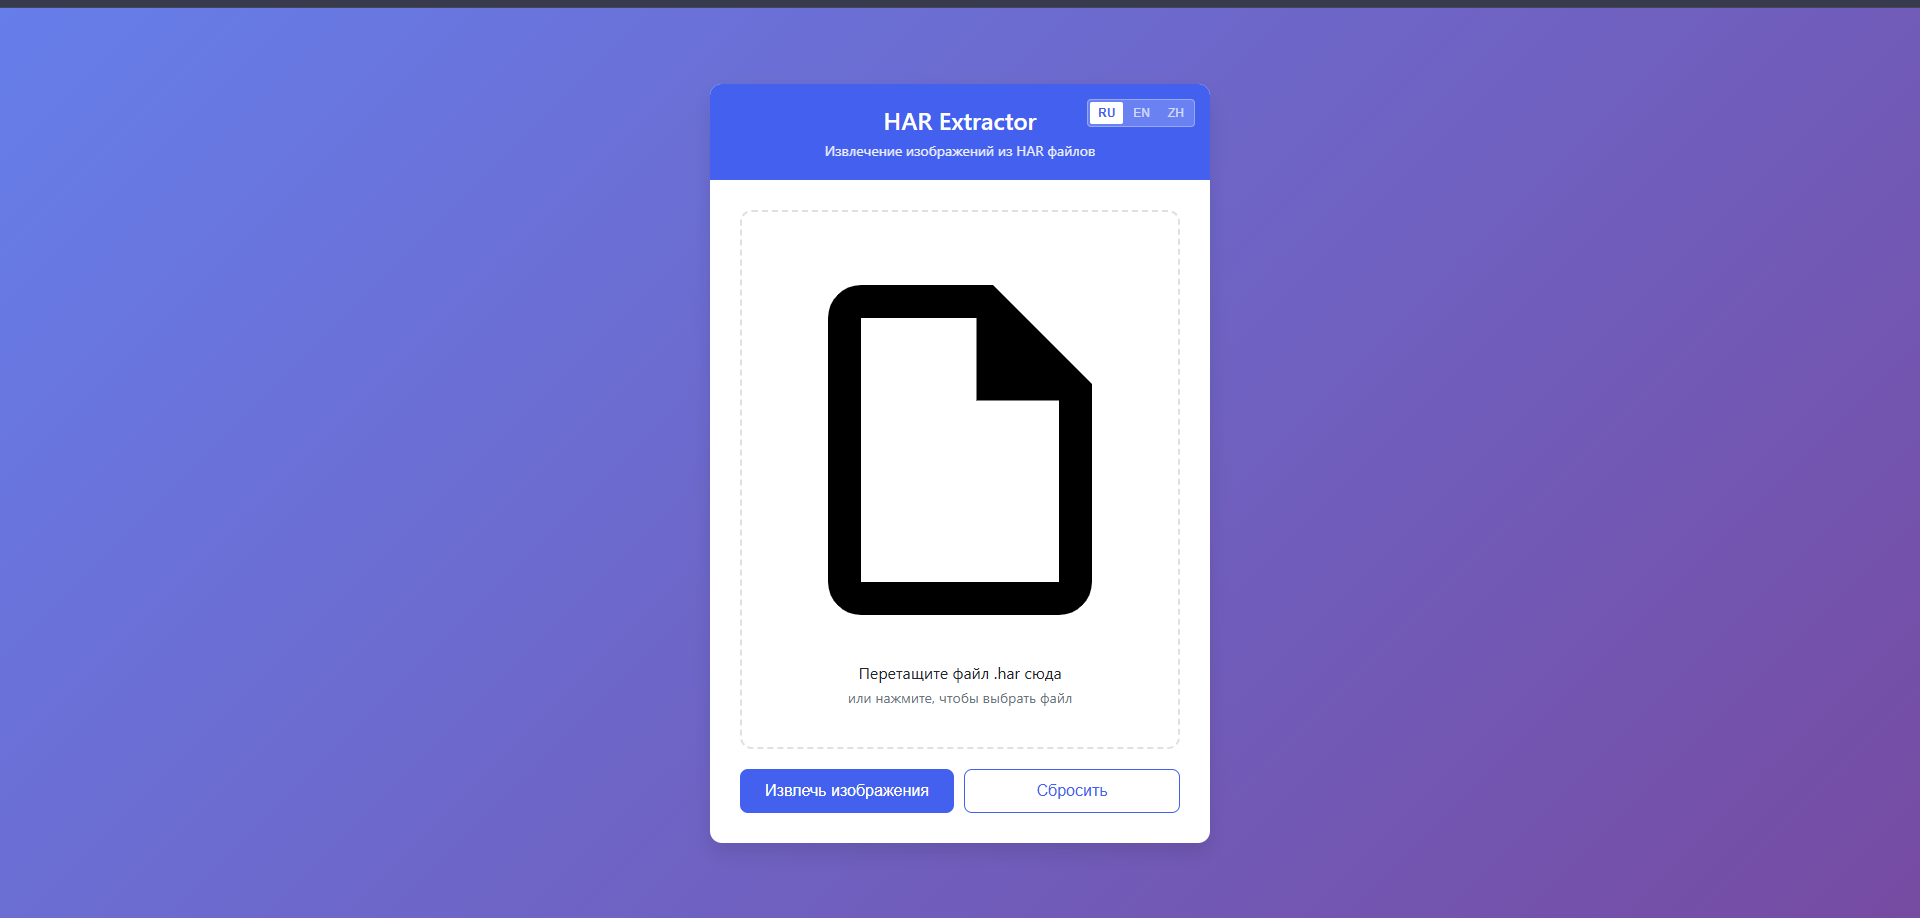 HAR Extractor
RU EN ZH
Извлечение изображений из HAR файлов
Перетащите файл .har сюда
или нажмите, чтобы выбрать файл
Извлечь изображения
Сбросить